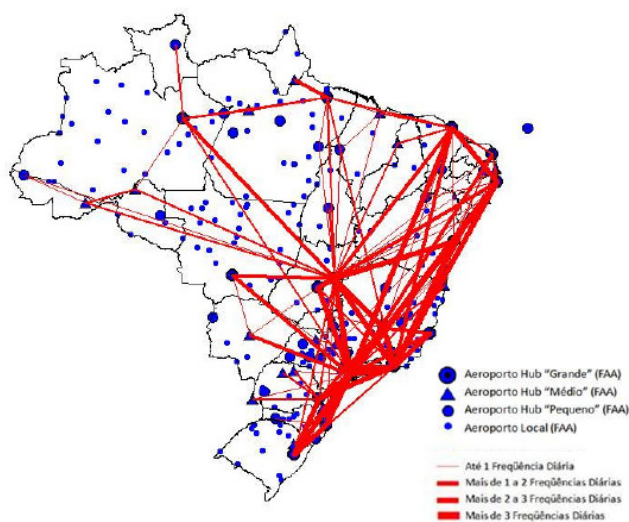 Aeroporto Hub "Grande" (FAA)
Aeroporto Hub "Médio" (FAA)
Aeroporto Hub "Pequeno" (FAA)
Aeroporto Local (FAA)
Até 1 Freqüência Diária
Mais de 1 a 2 Freqüências Diárias
Mais de 2 a 3 Freqüências Diárias
Mais de 3 Freqüências Diárias